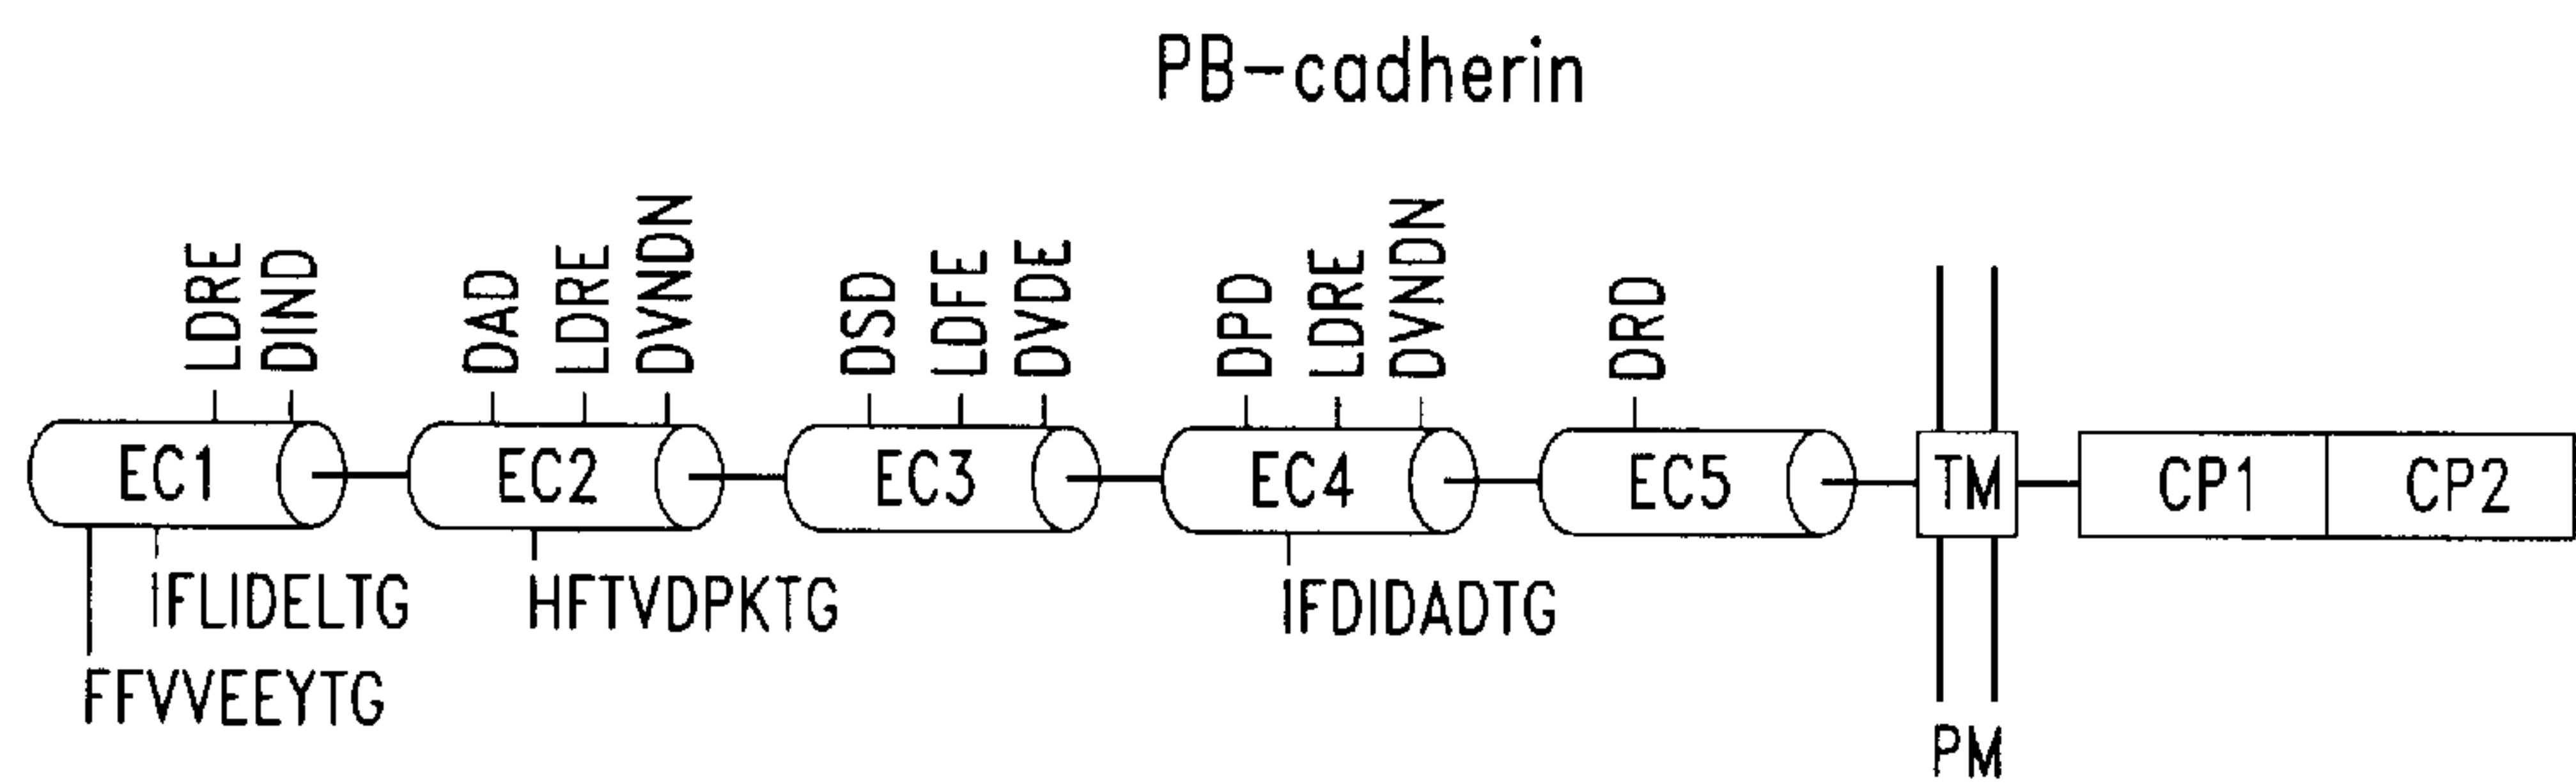 PB-cadherin
LDRE
DIND
DAD
LDRE
DVNDN
DSD
LDFE
DVDE
DPD
LDRE
DVNDN
DRD
EC1
EC2
EC3
EC4
EC5
TM
CP1
CP2
IFLIDELTG
HFTVDPKTG
IFDIDADTG
FFVVEEYTG
PM